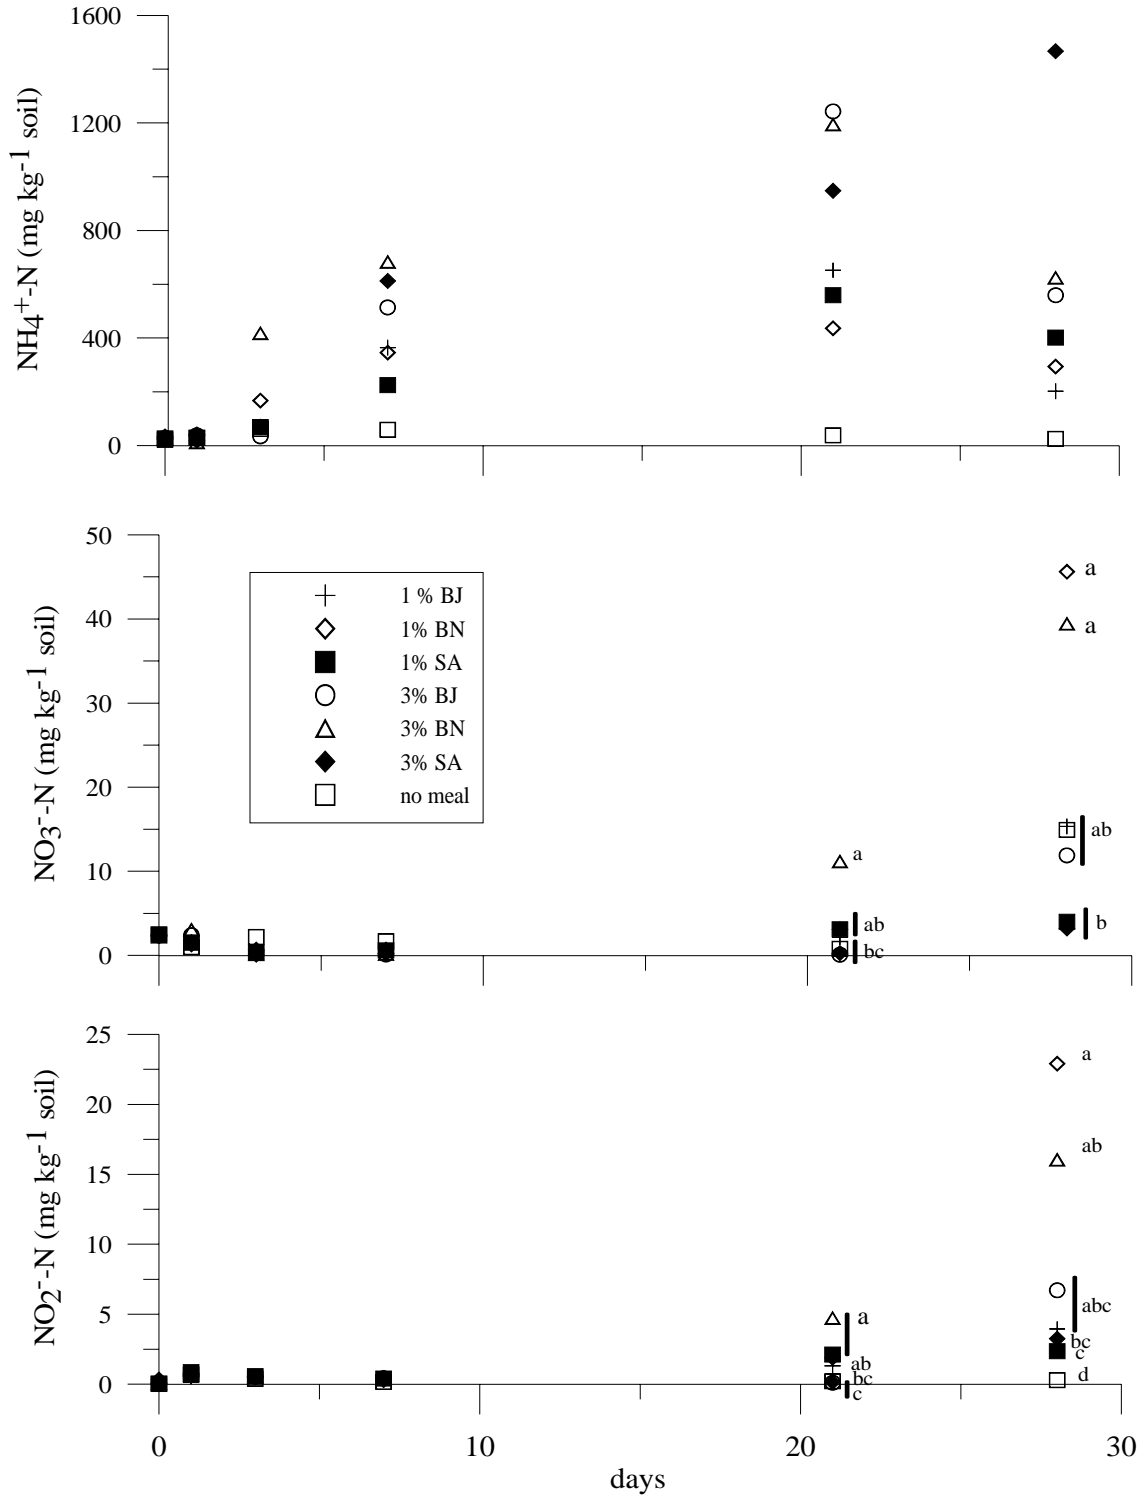 1600
1200
800
400
0
NH4+-N (mg kg-1 soil)
50
40
30
20
10
0
NO3--N (mg kg-1 soil)
1 % BJ
1% BN
1% SA
3% BJ
3% BN
3% SA
no meal
a
a
ab
a
b
ab
bc
25
20
15
10
5
0
NO2--N (mg kg-1 soil)
a
ab
abc
a
bc
c
ab
bc
d
c
0
10
20
30
days